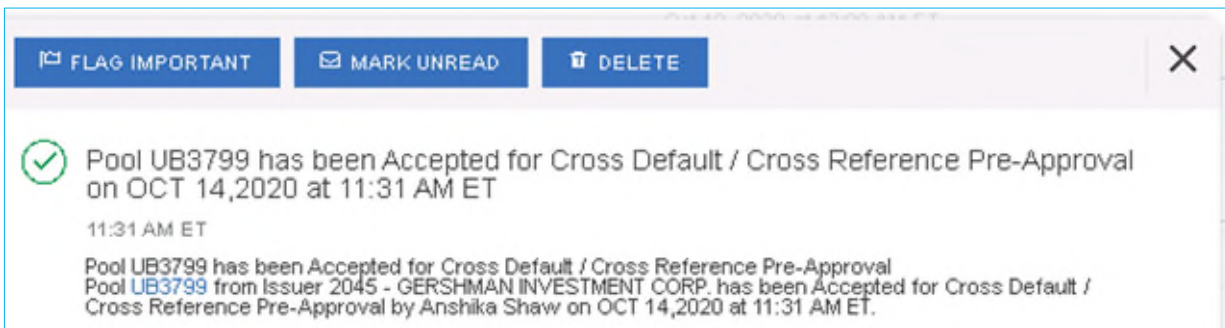 FLAG IMPORTANT MARK UNREAD DELETE
Pool UB3799 has been Accepted for Cross Default / Cross Reference Pre-Approval
on OCT 14,2020 at 11:31 AM ET
11:31 AM ET
Pool UB3799 has been Accepted for Cross Default / Cross Reference Pre-Approval
Pool UB3799 from Issuer 2045 - GERSHMAN INVESTMENT CORP. has been Accepted for Cross Default /
Cross Reference Pre-Approval by Anshika Shaw on OCT 14,2020 at 11:31 AM ET.